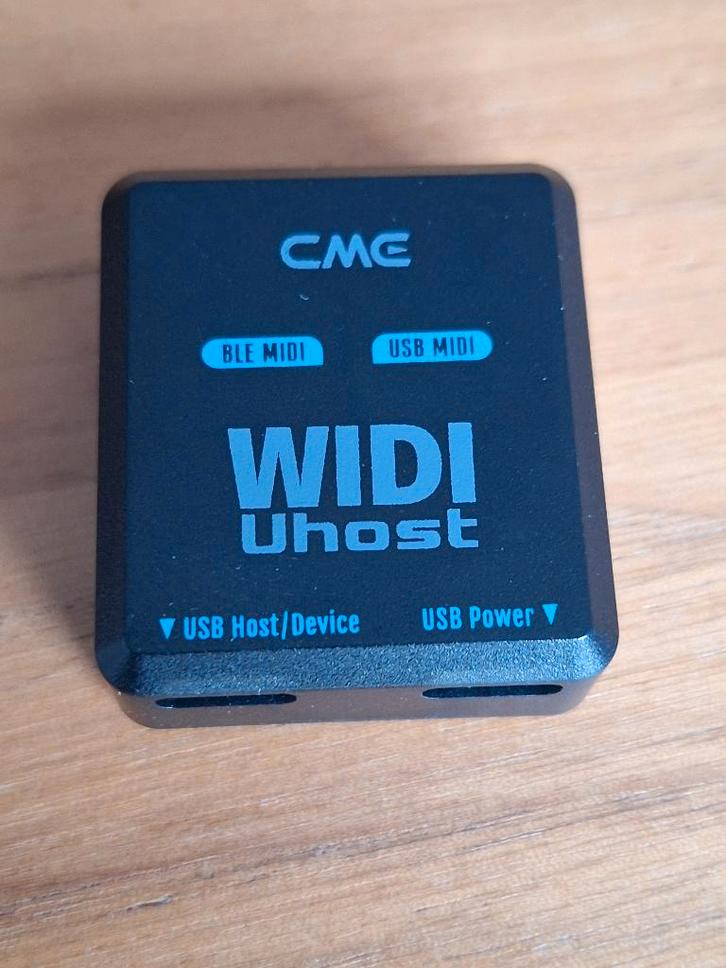 CME
BLE MIDI USB MIDI
WIDI
Uhost
▼ USB Host/Device USB Power ▼